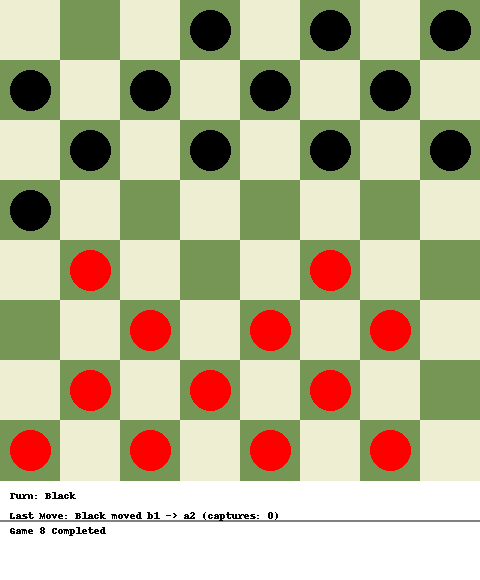 Turn: Black
Last Move: Black moved b1 -> a2 (captures: 0)
Game 8 Completed